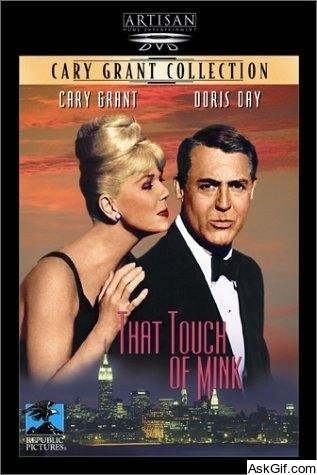 ARTISAN
HOME ENTERTAINMENT
DVD
CARY GRANT COLLECTION
CARY GRANT DORIS DAY
THAT TOUCH
OF MINK
REPUBLIC
PICTURES
AskGif.com